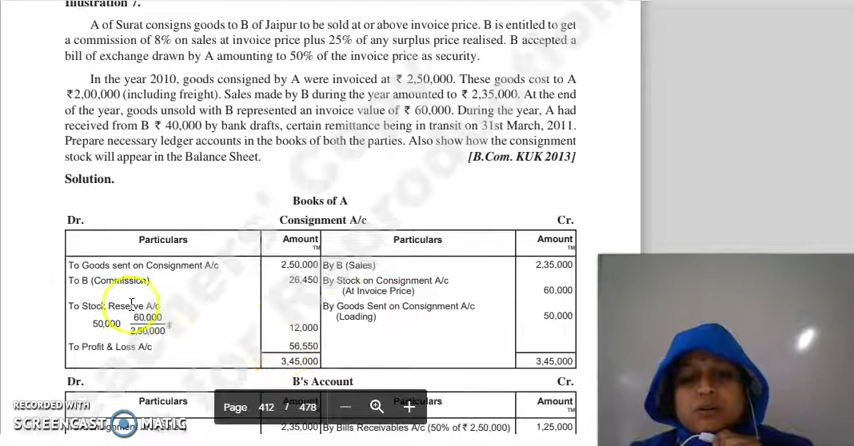 Illustration 7.
A of Surat consigns goods to B of Jaipur to be sold at or above invoice price. B is entitled to get
a commission of 8% on sales at invoice price plus 25% of any surplus price realised. B accepted a
bill of exchange drawn by A amounting to 50% of the invoice price as security.
In the year 2010, goods consigned by A were invoiced at ₹ 2,50,000. These goods cost to A
₹2,00,000 (including freight). Sales made by B during the year amounted to ₹ 2,35,000. At the end
of the year, goods unsold with B represented an invoice value of ₹ 60,000. During the year, A had
received from B ₹ 40,000 by bank drafts, certain remittance being in transit on 31st March, 2011.
Prepare necessary ledger accounts in the books of both the parties. Also show how the consignment
stock will appear in the Balance Sheet. [B.Com. KUK 2013]
Solution.
Books of A
Dr. Consignment A/c Cr.
Particulars Amount Particulars Amount
TM TM
To Goods sent on Consignment A/c 2,50,000 By B (Sales) 2,35,000
To B (Commission) 26,450 By Stock on Consignment A/c
(At Invoice Price) 60,000
To Stock Reserve A/c By Goods Sent on Consignment A/c
50,000 60,000 (Loading) 50,000
2,50,000 12,000
To Profit & Loss A/c 56,550
3,45,000 3,45,000
Dr. B's Account Cr.
Particulars Amount Particulars Amount
TM
2,35,000 By Bills Receivables A/c (50% of ₹ 2,50,000) 1,25,000
Page 412 / 478
RECORDED WITH
SCREENCAST MATIC